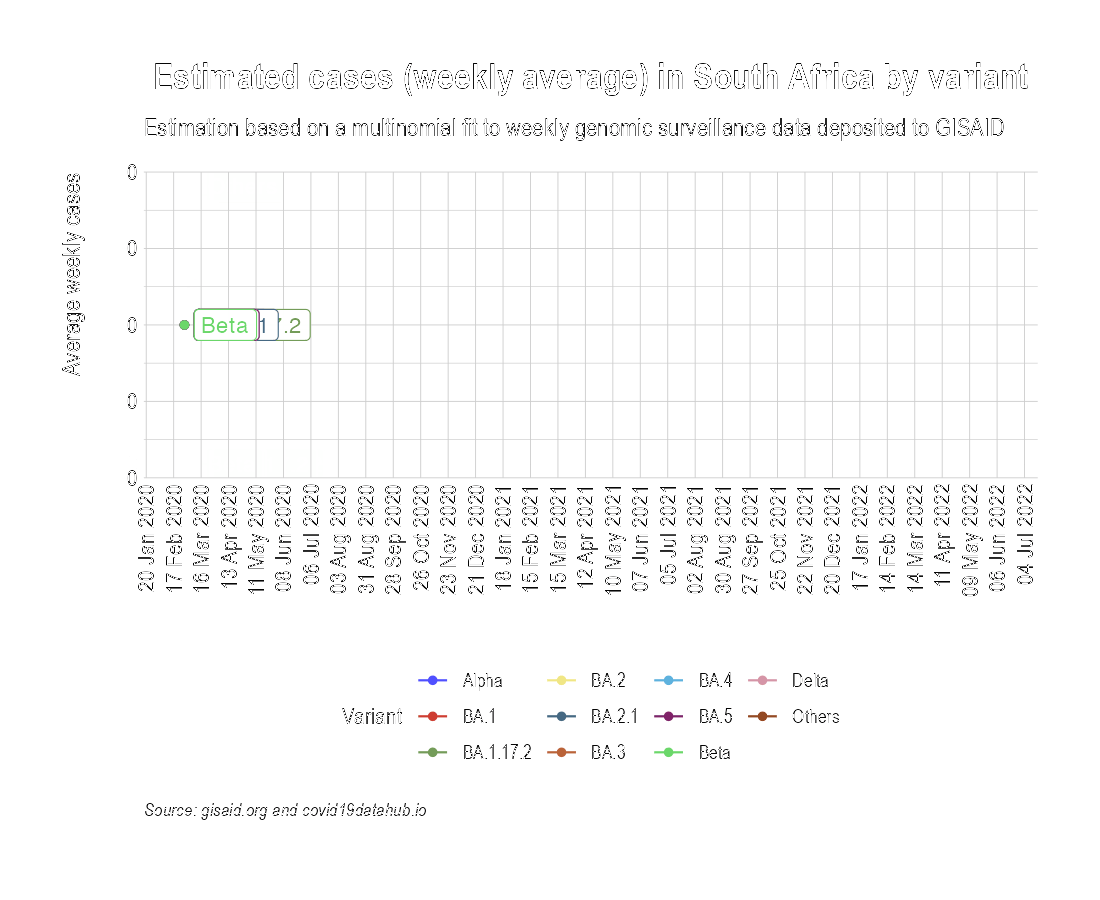 Estimated cases (weekly average) in South Africa by variant
Estimation based on a multinomial fit to weekly genomic surveillance data deposited to GISAID
Average weekly cases
0
0
0
0
0
Beta
1
7.2
20 Jan 2020
17 Feb 2020
16 Mar 2020
13 Apr 2020
11 May 2020
08 Jun 2020
06 Jul 2020
03 Aug 2020
31 Aug 2020
28 Sep 2020
26 Oct 2020
23 Nov 2020
21 Dec 2020
18 Jan 2021
15 Feb 2021
15 Mar 2021
12 Apr 2021
10 May 2021
07 Jun 2021
05 Jul 2021
02 Aug 2021
30 Aug 2021
27 Sep 2021
25 Oct 2021
22 Nov 2021
20 Dec 2021
17 Jan 2022
14 Feb 2022
14 Mar 2022
11 Apr 2022
09 May 2022
06 Jun 2022
04 Jul 2022
Variant
Alpha
BA.1
BA.1.17.2
BA.2
BA.2.1
BA.3
BA.4
BA.5
Beta
Delta
Others
Source: gisaid.org and covid19datahub.io